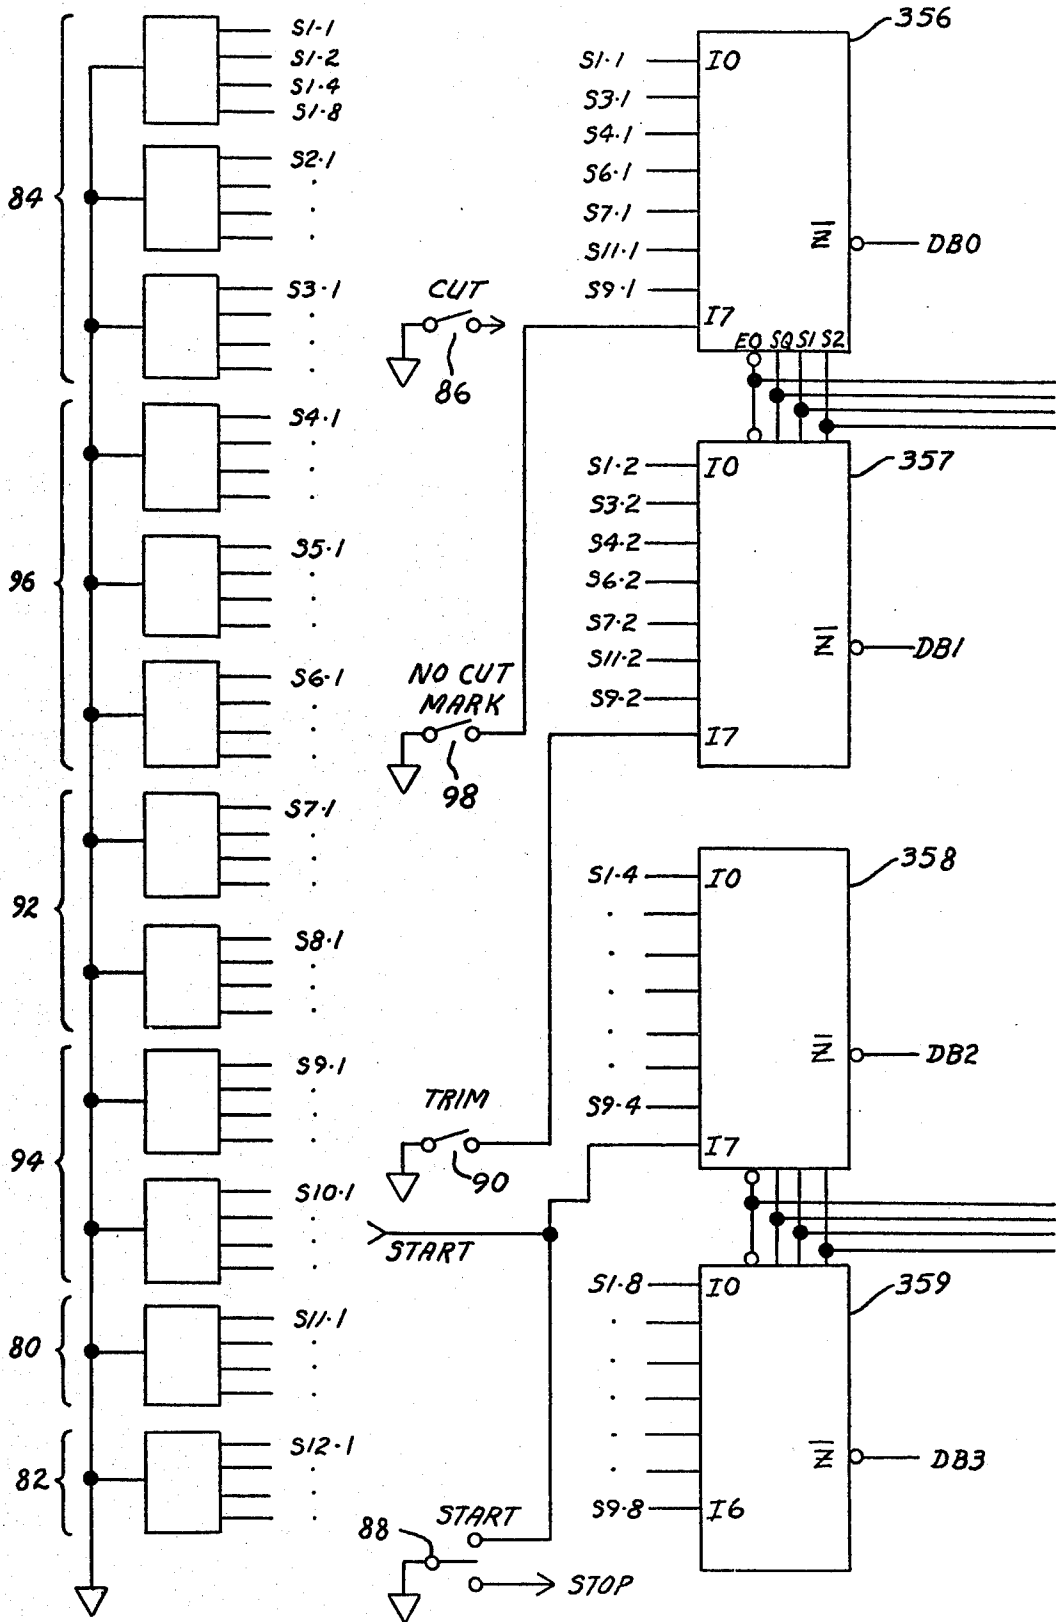 84
S1-1
S1-2
S1-4
S1-8
S2-1
S3-1
96
S4-1
S5-1
S6-1
92
S7-1
S8-1
94
S9-1
S10-1
80
S11-1
82
S12-1
CUT
86
NO CUT
MARK
98
TRIM
90
START
88
START
STOP
356
S1-1
I0
S3-1
S4-1
S6-1
S7-1
S11-1
S9-1
I7
Z
DB0
E0 S0 S1 S2
357
S1-2
I0
S3-2
S4-2
S6-2
S7-2
S11-2
S9-2
I7
Z
DB1
358
S1-4
I0
S9-4
I7
Z
DB2
359
S1-8
I0
S9-8
I6
Z
DB3